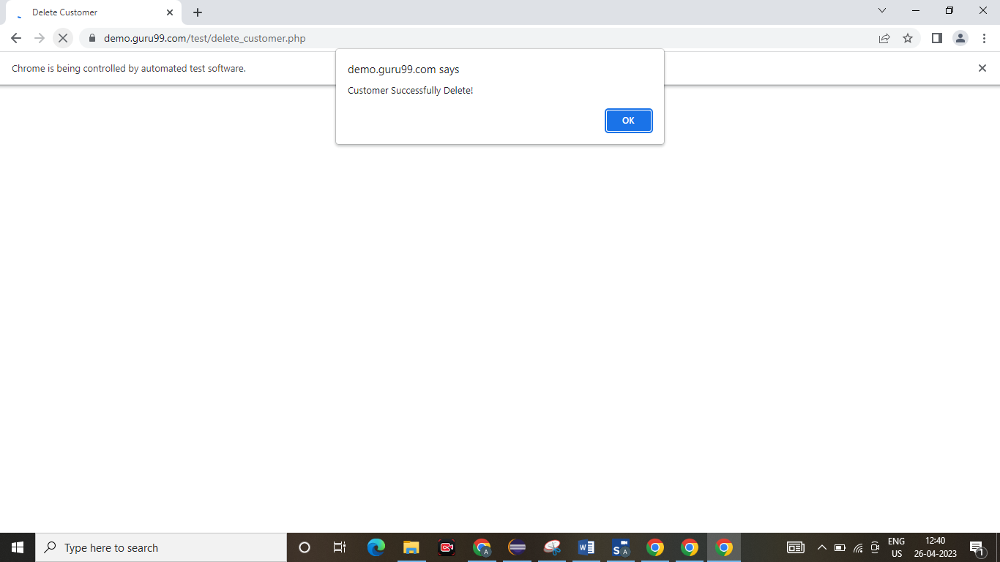 Delete Customer
demo.guru99.com/test/delete_customer.php
Chrome is being controlled by automated test software.
demo.guru99.com says
Customer Successfully Delete!
OK
Type here to search
A
S
A
ENG
US
12:40
26-04-2023
1